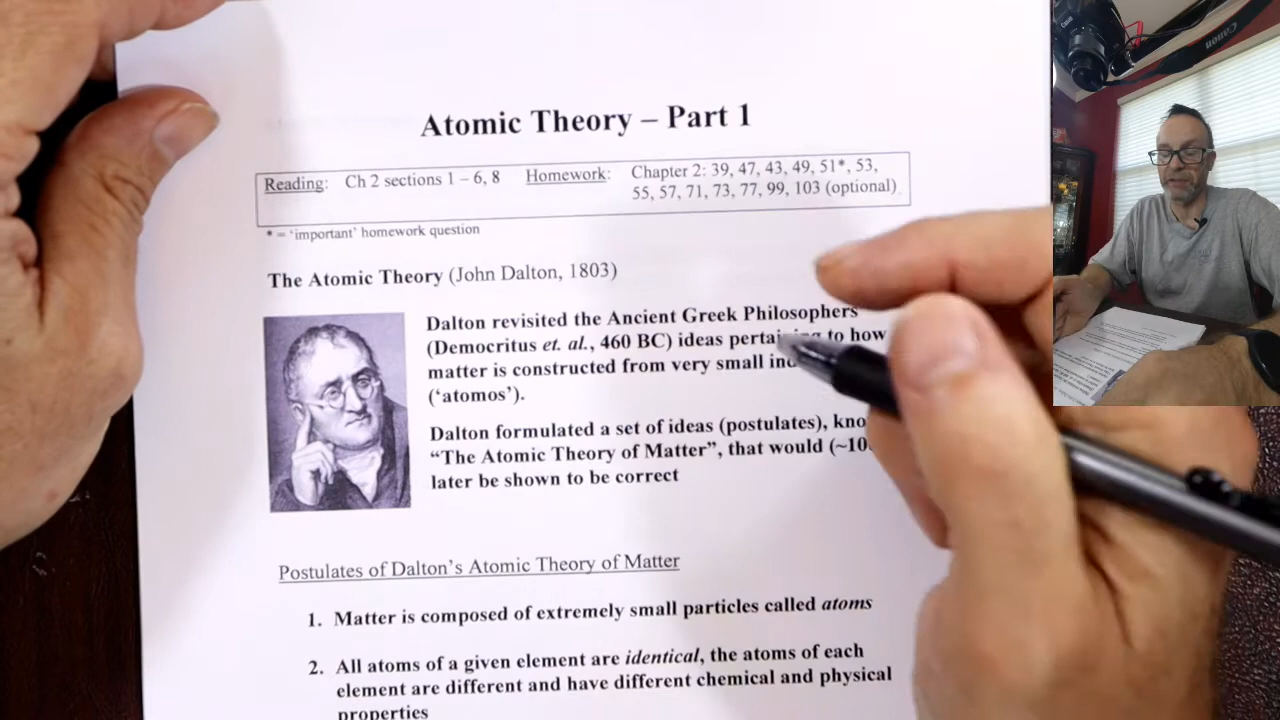 Atomic Theory – Part 1
Reading: Ch 2 sections 1 – 6, 8 Homework: Chapter 2: 39, 47, 43, 49, 51*, 53,
55, 57, 71, 73, 77, 99, 103 (optional)
* = ‘important’ homework question
The Atomic Theory (John Dalton, 1803)
Dalton revisited the Ancient Greek Philosophers
(Democritus et. al., 460 BC) ideas to how
matter is constructed from very small
(‘atomos’).
Dalton formulated a set of ideas (postulates),
“The Atomic Theory of Matter”, that would
later be shown to be correct
Postulates of Dalton’s Atomic Theory of Matter
1. Matter is composed of extremely small particles called atoms
2. All atoms of a given element are identical, the atoms of each
element are different and have different chemical and physical
properties
Canon
Canon